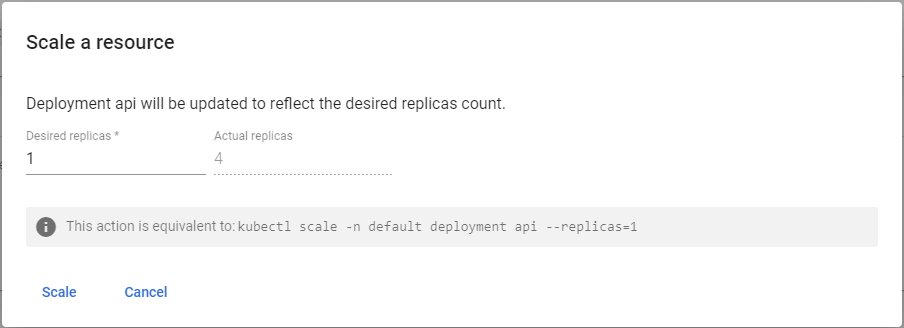 Scale a resource
Deployment api will be updated to reflect the desired replicas count.
Desired replicas * Actual replicas
1 4
This action is equivalent to: kubectl scale -n default deployment api --replicas=1
Scale Cancel